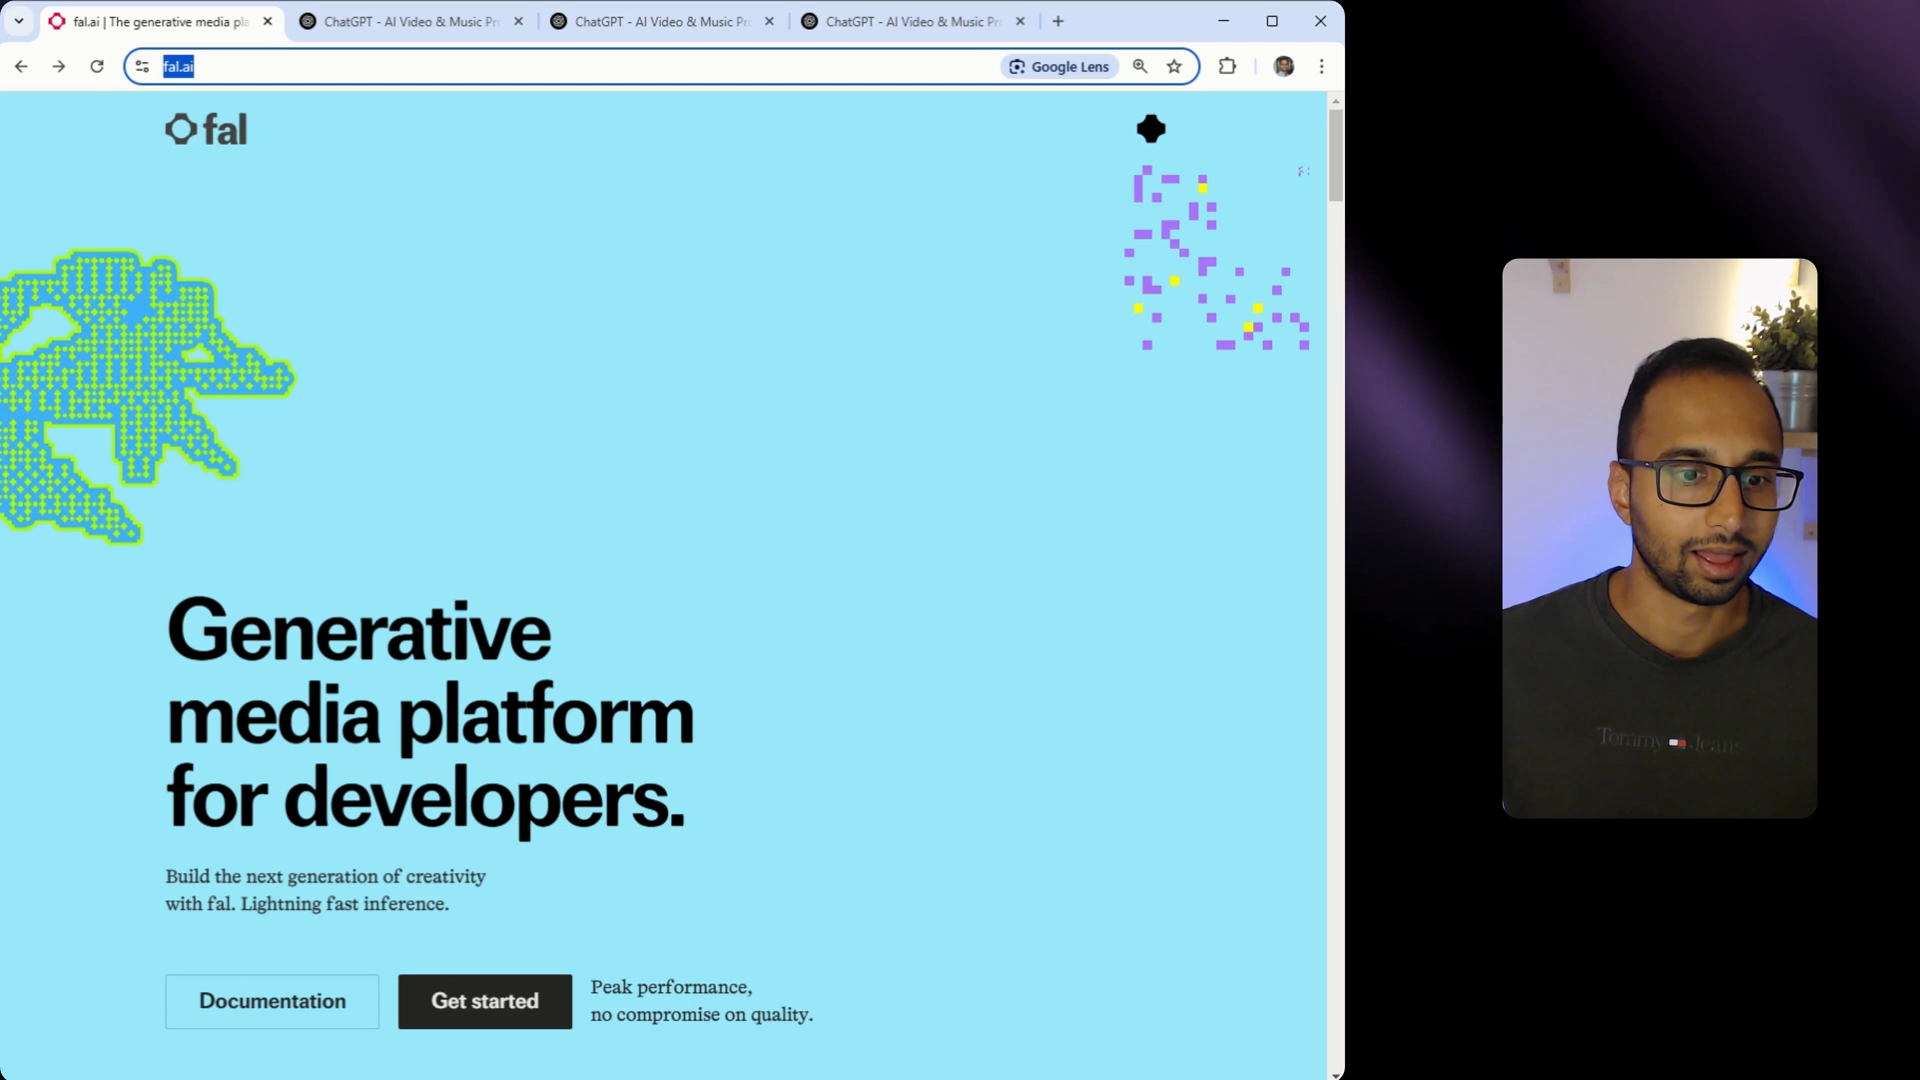 fal.ai | The generative media pla
ChatGPT - AI Video & Music Pr
ChatGPT - AI Video & Music Pr
ChatGPT - AI Video & Music Pr
fal.ai
Google Lens
fal
Generative
media platform
for developers.
Build the next generation of creativity
with fal. Lightning fast inference.
Documentation
Get started
Peak performance,
no compromise on quality.
Tommy Jeans